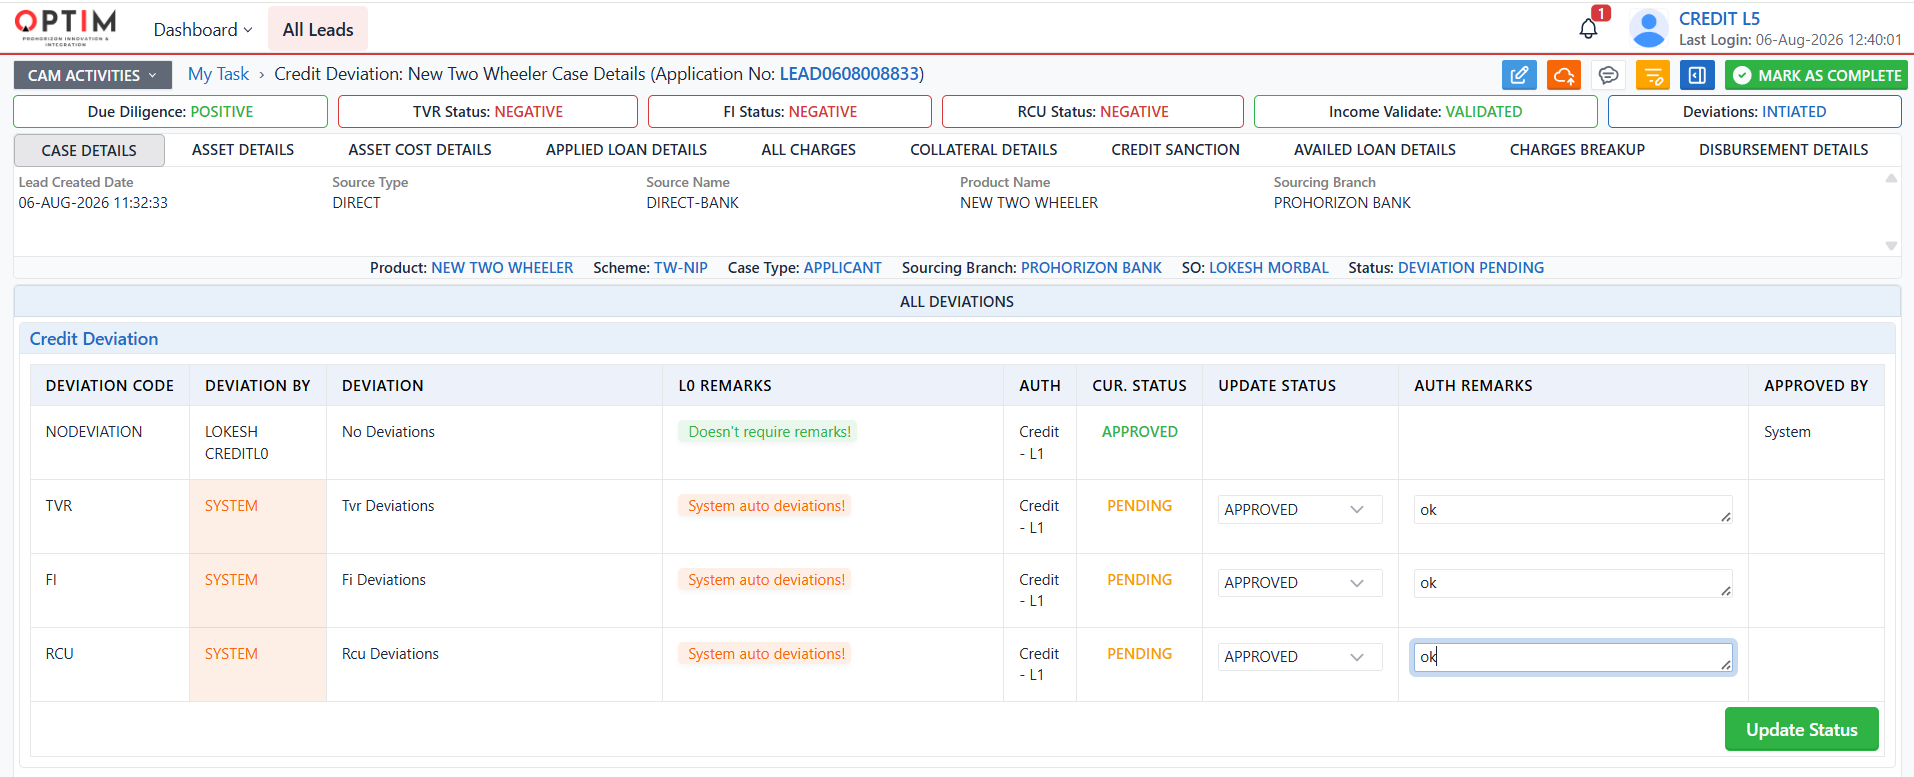 OPTIM
PROHORIZON INNOVATION &
INTEGRATION
Dashboard
All Leads
1
CREDIT L5
Last Login: 06-Aug-2026 12:40:01
CAM ACTIVITIES
My Task › Credit Deviation: New Two Wheeler Case Details (Application No: LEAD0608008833)
MARK AS COMPLETE
Due Diligence: POSITIVE
TVR Status: NEGATIVE
FI Status: NEGATIVE
RCU Status: NEGATIVE
Income Validate: VALIDATED
Deviations: INTIATED
CASE DETAILS
ASSET DETAILS
ASSET COST DETAILS
APPLIED LOAN DETAILS
ALL CHARGES
COLLATERAL DETAILS
CREDIT SANCTION
AVAILED LOAN DETAILS
CHARGES BREAKUP
DISBURSEMENT DETAILS
Lead Created Date
06-AUG-2026 11:32:33
Source Type
DIRECT
Source Name
DIRECT-BANK
Product Name
NEW TWO WHEELER
Sourcing Branch
PROHORIZON BANK
Product: NEW TWO WHEELER Scheme: TW-NIP Case Type: APPLICANT Sourcing Branch: PROHORIZON BANK SO: LOKESH MORBAL Status: DEVIATION PENDING
ALL DEVIATIONS
Credit Deviation
DEVIATION CODE DEVIATION BY DEVIATION L0 REMARKS AUTH CUR. STATUS UPDATE STATUS AUTH REMARKS APPROVED BY
NODEVIATION LOKESH No Deviations Doesn't require remarks! Credit APPROVED System
CREDITL0 - L1
TVR SYSTEM Tvr Deviations System auto deviations! Credit PENDING APPROVED ok
- L1
FI SYSTEM Fi Deviations System auto deviations! Credit PENDING APPROVED ok
- L1
RCU SYSTEM Rcu Deviations System auto deviations! Credit PENDING APPROVED ok
- L1
Update Status